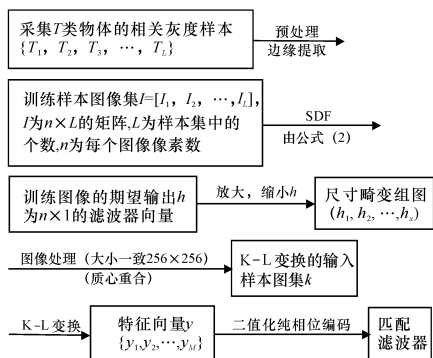 采集T类物体的相关灰度样本
{T₁, T₂, T₃, ⋯, T_L}
预处理
边缘提取
训练样本图像集I=[I₁, I₂, ⋯, I_L],
I为n×L的矩阵,L为样本集中的
个数,n为每个图像像素数
SDF
由公式（2）
训练图像的期望输出h
为n×1的滤波器向量
放大，缩小h
尺寸畸变组图
(h₁, h₂, ⋯, hₓ)
图像处理（大小一致256×256）
（质心重合）
K-L变换的输入
样本图集k
K-L变换
特征向量y
{y₁,y₂,⋯,y_M}
二值化纯相位编码
匹配
滤波器